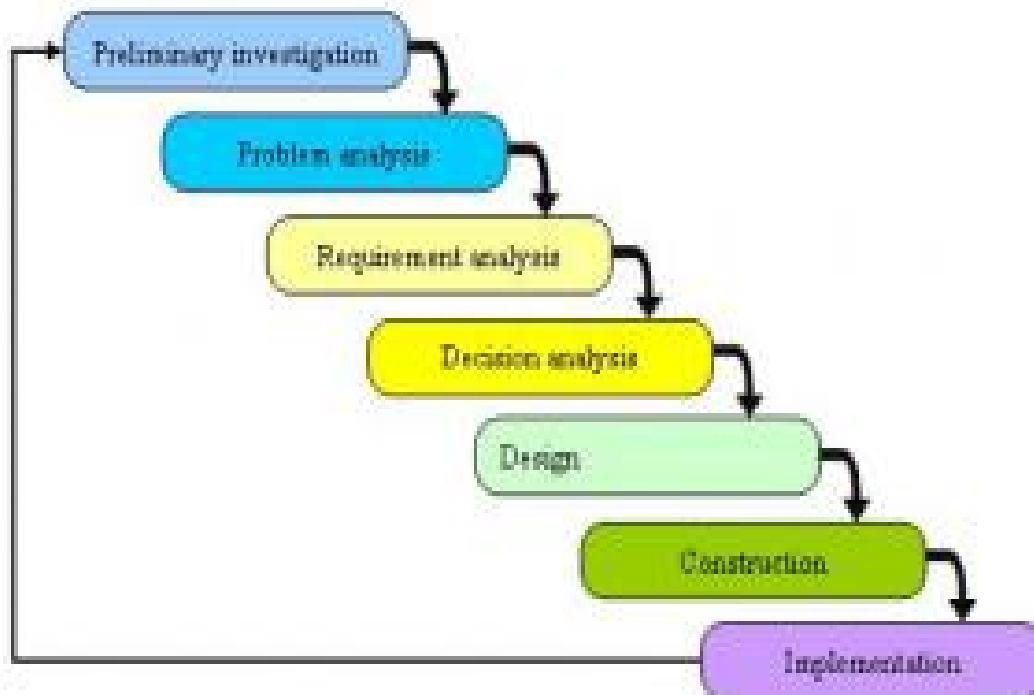 Preliminary investigation
Problem analysis
Requirement analysis
Decision analysis
Design
Construction
Implementation